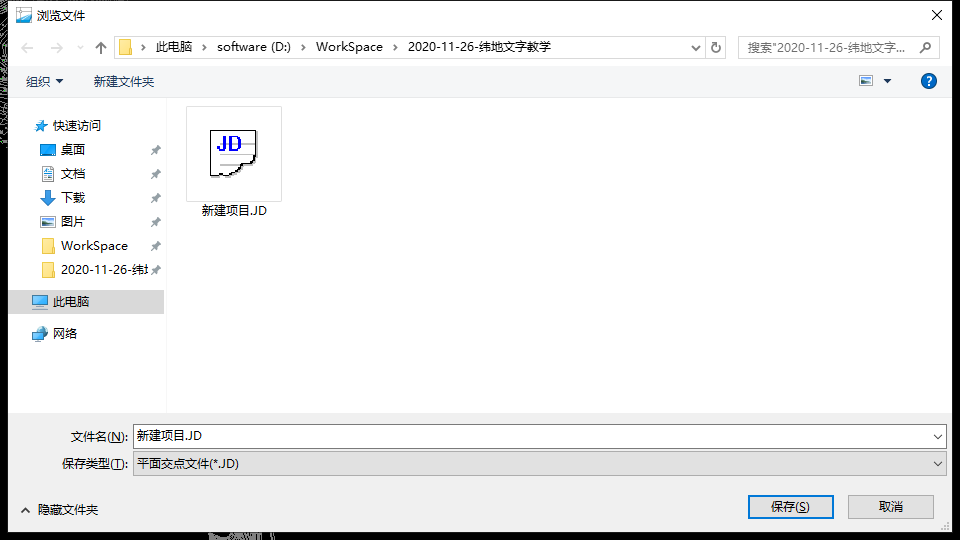 浏览文件
此电脑 software (D:) WorkSpace 2020-11-26-纬地文字教学
搜索"2020-11-26-纬地文字...
组织 新建文件夹
快速访问
桌面
文档
下载
图片
WorkSpace
2020-11-26-纬地
此电脑
网络
JD
新建项目.JD
文件名(N): 新建项目.JD
保存类型(T): 平面交点文件(*.JD)
隐藏文件夹
保存(S) 取消